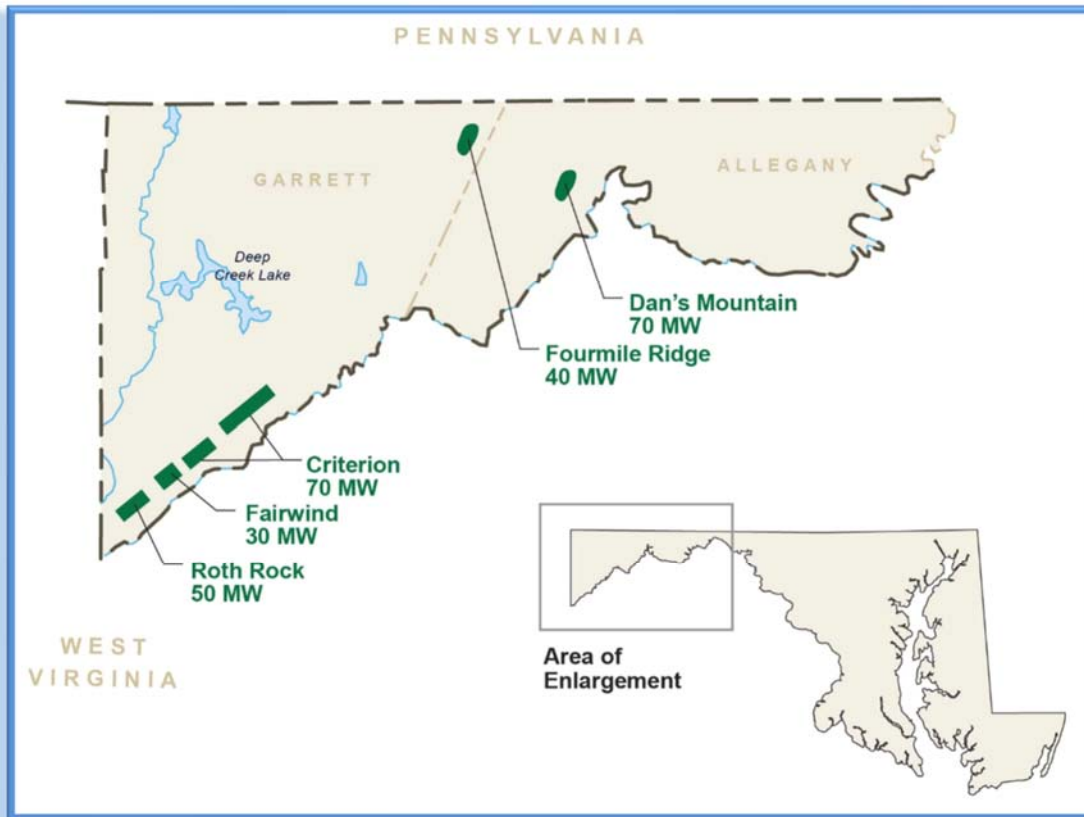 PENNSYLVANIA
GARRETT
ALLEGANY
Deep
Creek Lake
Dan's Mountain
70 MW
Fourmile Ridge
40 MW
Criterion
70 MW
Fairwind
30 MW
Roth Rock
50 MW
WEST
VIRGINIA
Area of
Enlargement